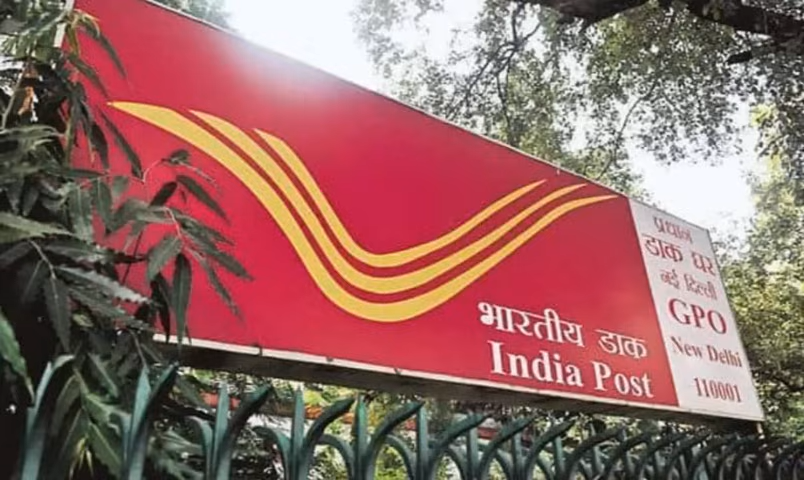 भारतीय डाक
India Post
प्रधान
डाक घर
नई दिल्ली
GPO
New Delhi
110001